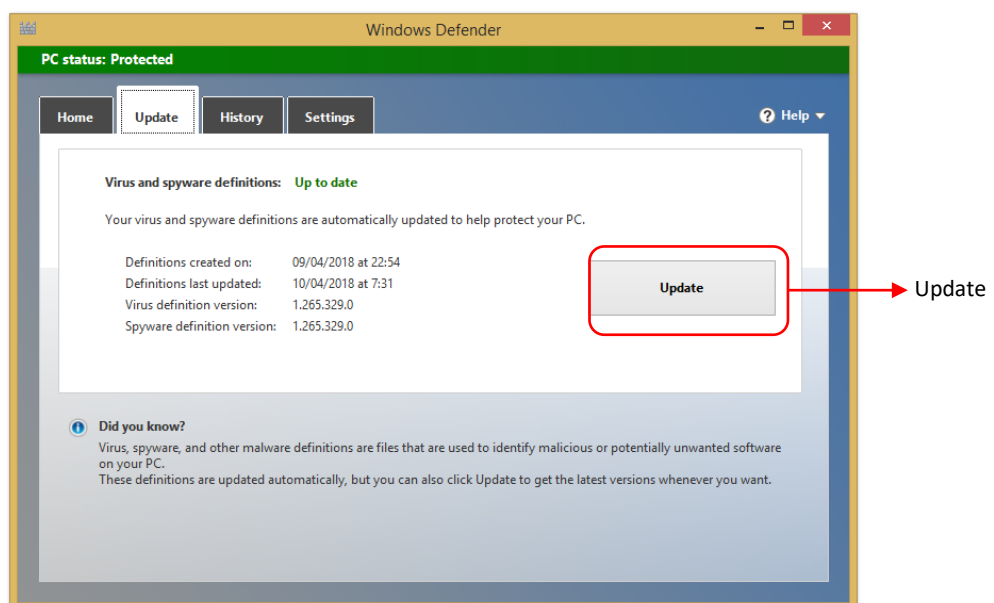 Windows Defender
PC status: Protected
Home Update History Settings Help
Virus and spyware definitions: Up to date
Your virus and spyware definitions are automatically updated to help protect your PC.
Definitions created on: 09/04/2018 at 22:54
Definitions last updated: 10/04/2018 at 7:31
Virus definition version: 1.265.329.0
Spyware definition version: 1.265.329.0
Update
Update
Did you know?
Virus, spyware, and other malware definitions are files that are used to identify malicious or potentially unwanted software
on your PC.
These definitions are updated automatically, but you can also click Update to get the latest versions whenever you want.